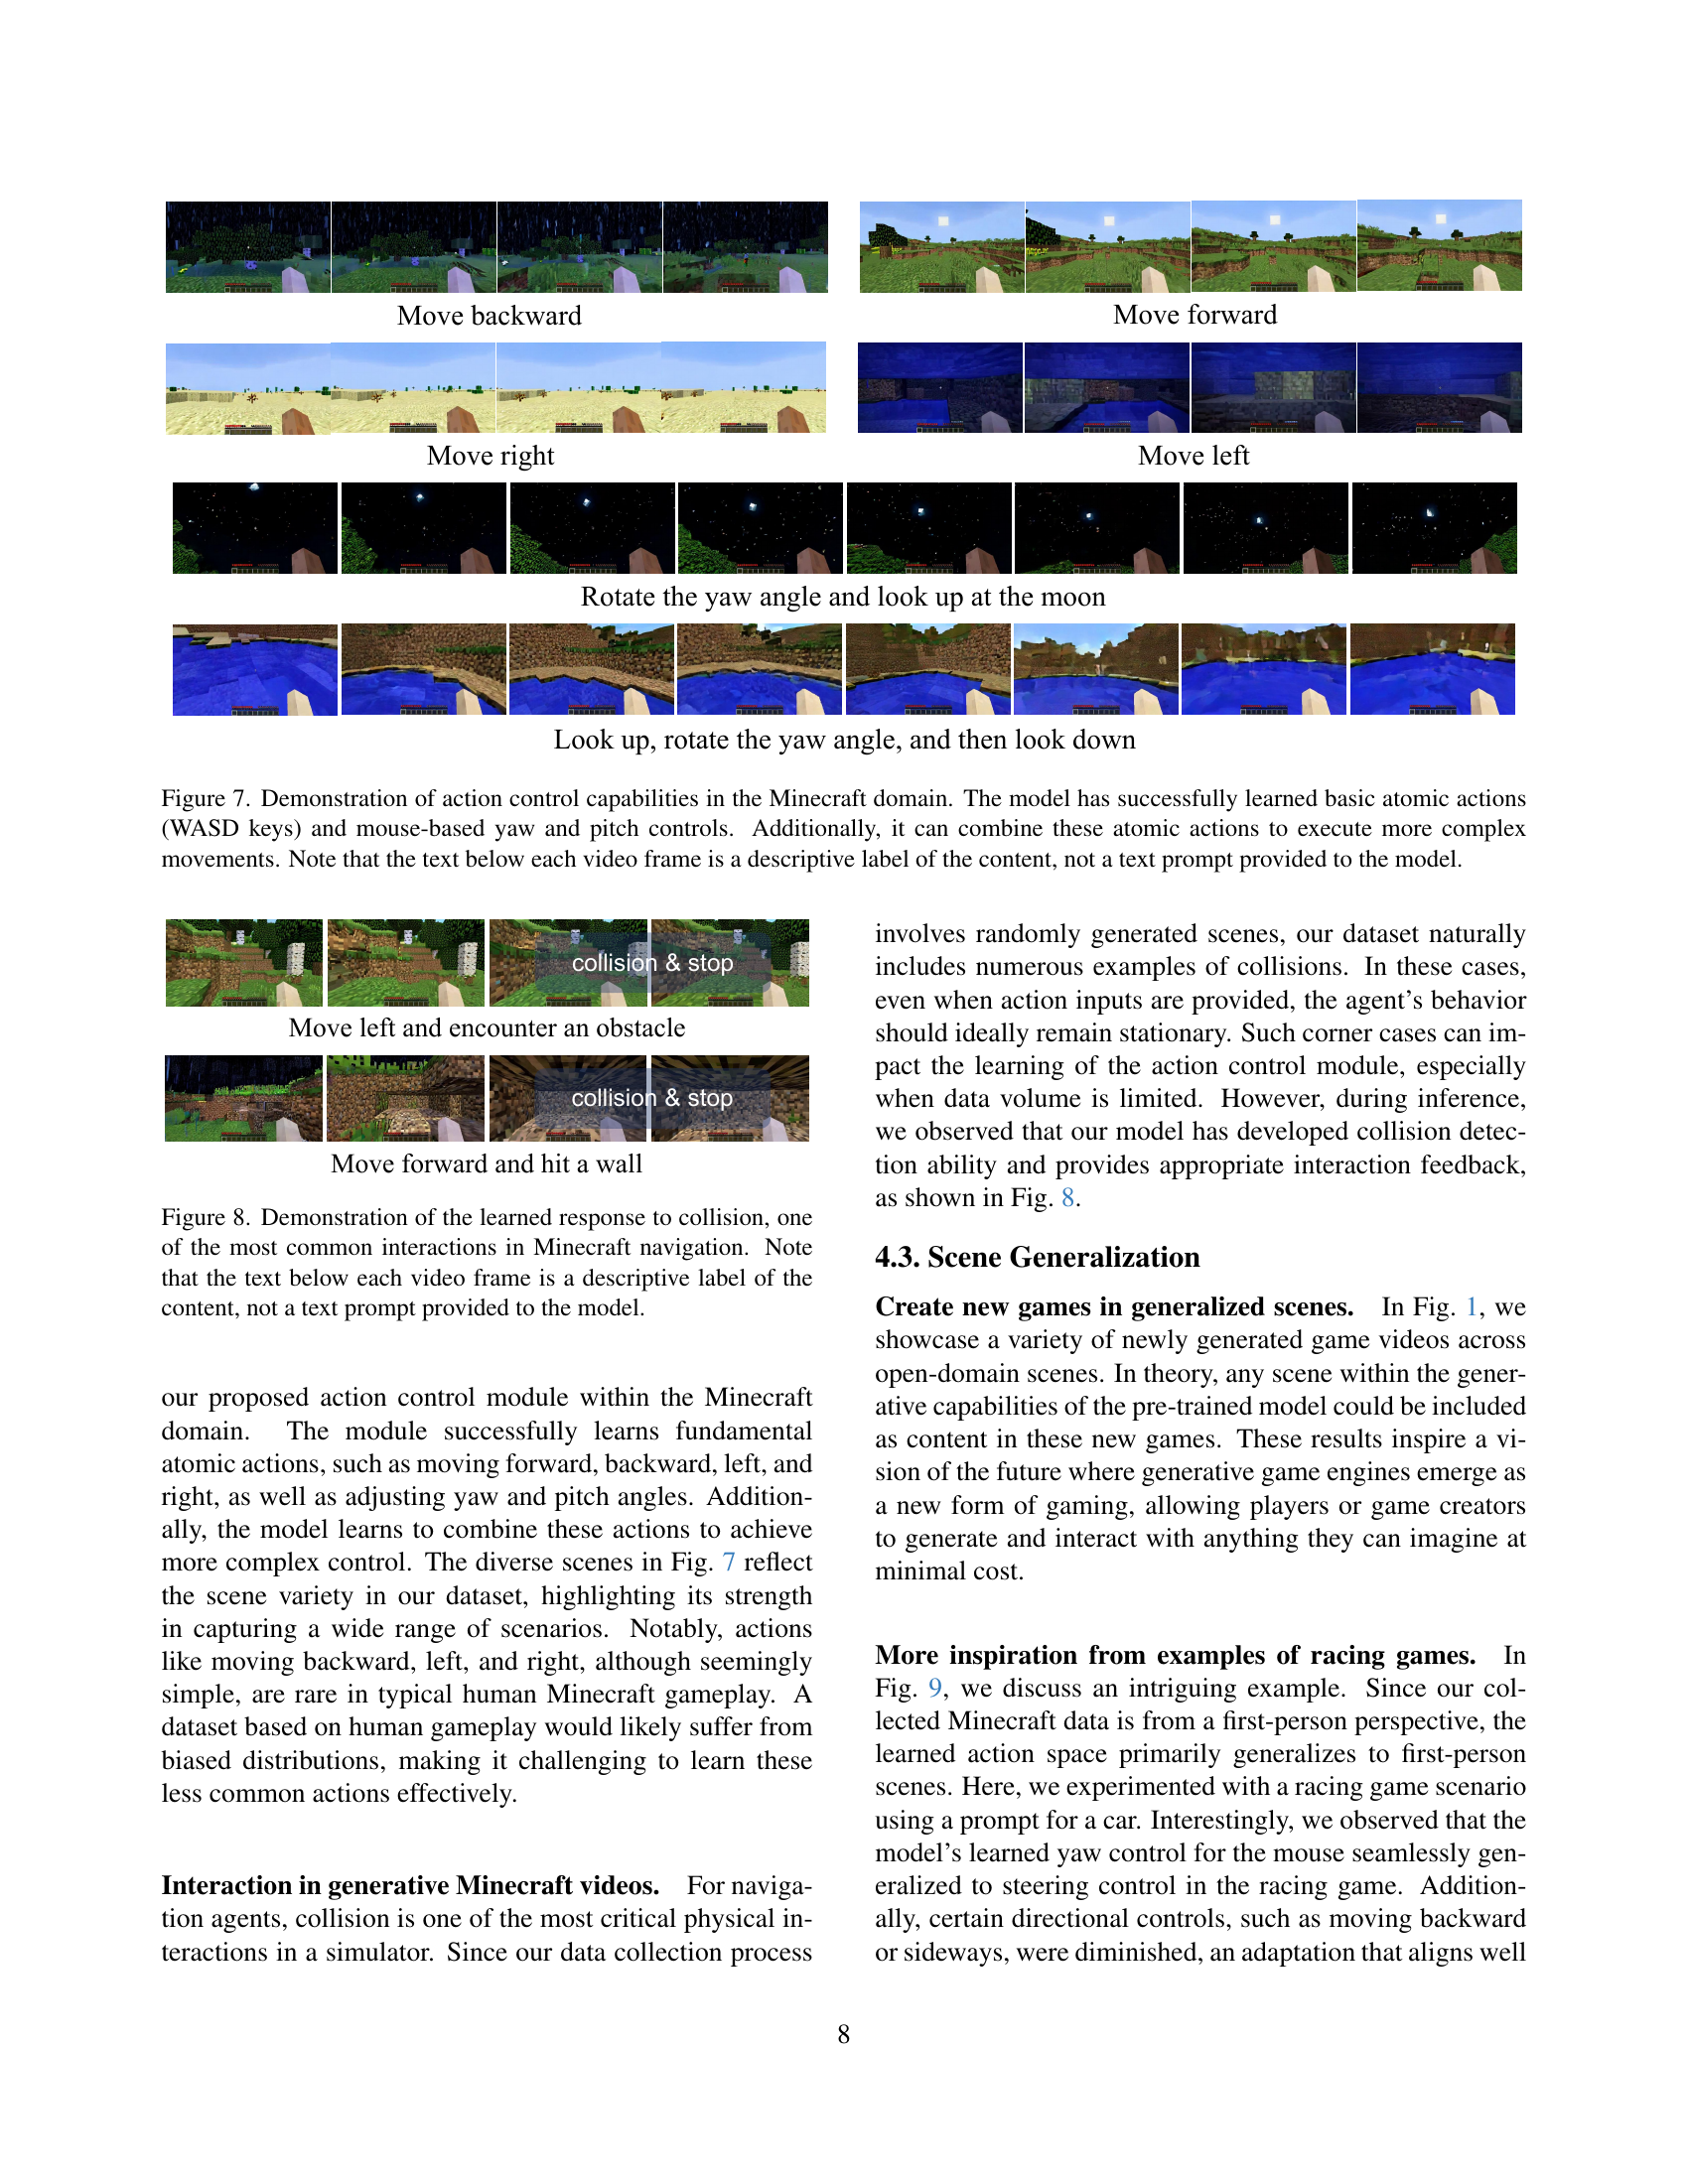 Move backward
Move forward
Move right
Move left
Rotate the yaw angle and look up at the moon
Look up, rotate the yaw angle, and then look down
Figure 7. Demonstration of action control capabilities in the Minecraft domain. The model has successfully learned basic atomic actions
(WASD keys) and mouse-based yaw and pitch controls. Additionally, it can combine these atomic actions to execute more complex
movements. Note that the text below each video frame is a descriptive label of the content, not a text prompt provided to the model.
collision & stop
Move left and encounter an obstacle
collision & stop
Move forward and hit a wall
Figure 8. Demonstration of the learned response to collision, one
of the most common interactions in Minecraft navigation. Note
that the text below each video frame is a descriptive label of the
content, not a text prompt provided to the model.
our proposed action control module within the Minecraft
domain. The module successfully learns fundamental
atomic actions, such as moving forward, backward, left, and
right, as well as adjusting yaw and pitch angles. Addition-
ally, the model learns to combine these actions to achieve
more complex control. The diverse scenes in Fig. 7 reflect
the scene variety in our dataset, highlighting its strength
in capturing a wide range of scenarios. Notably, actions
like moving backward, left, and right, although seemingly
simple, are rare in typical human Minecraft gameplay. A
dataset based on human gameplay would likely suffer from
biased distributions, making it challenging to learn these
less common actions effectively.
Interaction in generative Minecraft videos. For naviga-
tion agents, collision is one of the most critical physical in-
teractions in a simulator. Since our data collection process
involves randomly generated scenes, our dataset naturally
includes numerous examples of collisions. In these cases,
even when action inputs are provided, the agent's behavior
should ideally remain stationary. Such corner cases can im-
pact the learning of the action control module, especially
when data volume is limited. However, during inference,
we observed that our model has developed collision detec-
tion ability and provides appropriate interaction feedback,
as shown in Fig. 8.
4.3. Scene Generalization
Create new games in generalized scenes. In Fig. 1, we
showcase a variety of newly generated game videos across
open-domain scenes. In theory, any scene within the gener-
ative capabilities of the pre-trained model could be included
as content in these new games. These results inspire a vi-
sion of the future where generative game engines emerge as
a new form of gaming, allowing players or game creators
to generate and interact with anything they can imagine at
minimal cost.
More inspiration from examples of racing games. In
Fig. 9, we discuss an intriguing example. Since our col-
lected Minecraft data is from a first-person perspective, the
learned action space primarily generalizes to first-person
scenes. Here, we experimented with a racing game scenario
using a prompt for a car. Interestingly, we observed that the
model's learned yaw control for the mouse seamlessly gen-
eralized to steering control in the racing game. Addition-
ally, certain directional controls, such as moving backward
or sideways, were diminished, an adaptation that aligns well
8